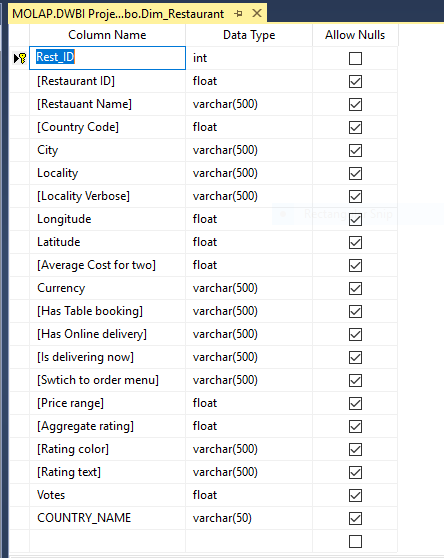 MOLAP.DWBI Proje...bo.Dim_Restaurant
Column Name Data Type Allow Nulls
Rest_ID int
[Restaurant ID] float
[Restauant Name] varchar(500)
[Country Code] float
City varchar(500)
Locality varchar(500)
[Locality Verbose] varchar(500)
Longitude float
Latitude float
[Average Cost for two] float
Currency varchar(500)
[Has Table booking] varchar(500)
[Has Online delivery] varchar(500)
[Is delivering now] varchar(500)
[Swtich to order menu] varchar(500)
[Price range] float
[Aggregate rating] float
[Rating color] varchar(500)
[Rating text] varchar(500)
Votes float
COUNTRY_NAME varchar(50)